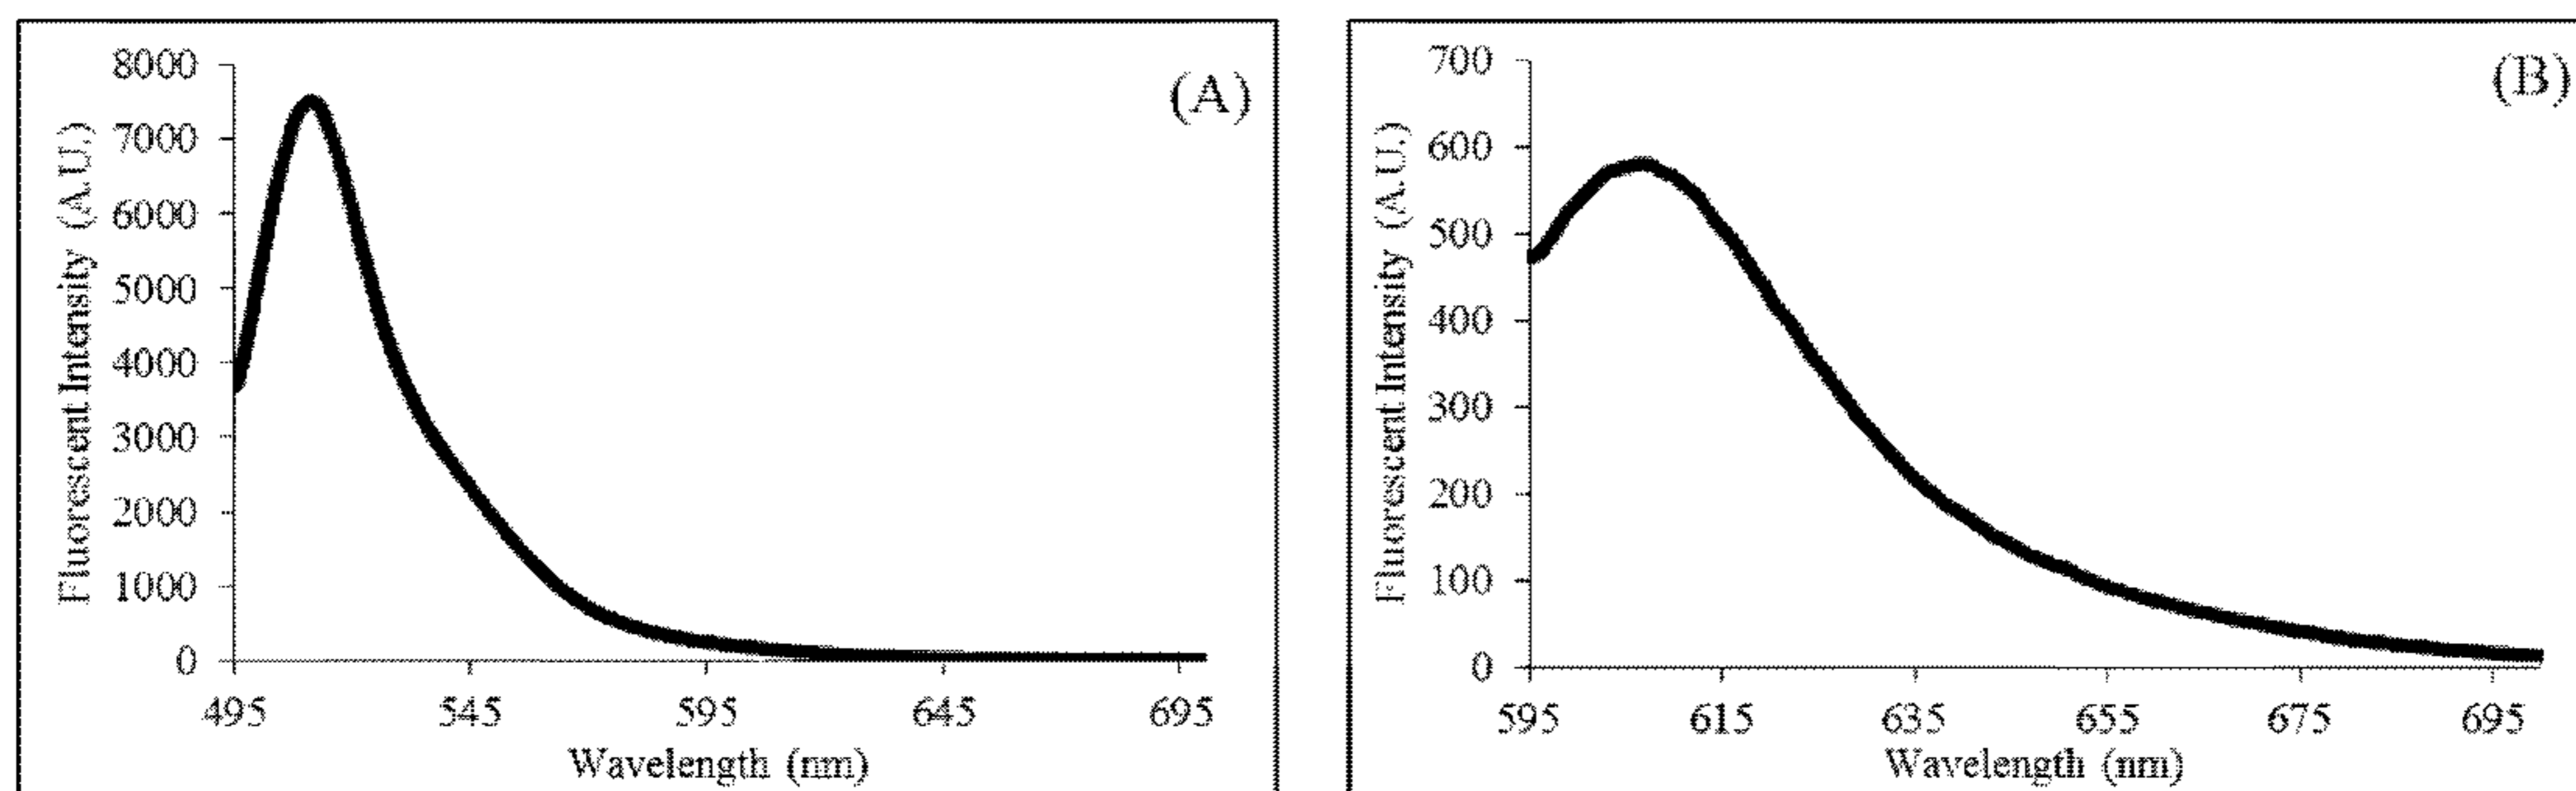 (A)
8000
7000
6000
5000
4000
3000
2000
1000
0
Fluorescent Intensity (A.U.)
495 545 595 645 695
Wavelength (nm)
(B)
700
600
500
400
300
200
100
0
Fluorescent Intensity (A.U.)
595 615 635 655 675 695
Wavelength (nm)